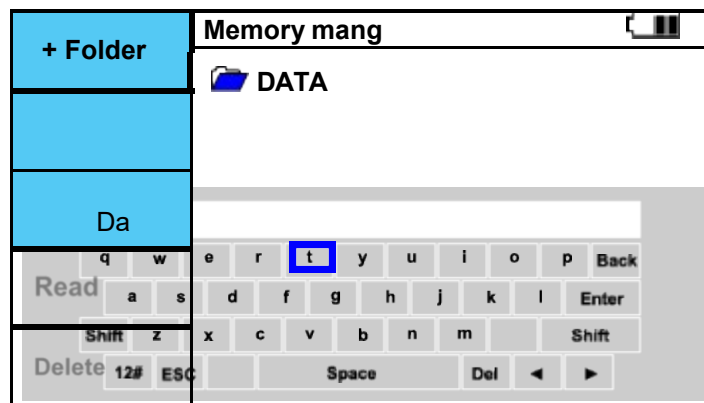 + Folder
Memory mang
DATA
Da
q w e r t y u i o p Back
Read
a s d f g h j k l Enter
Shift z x c v b n m Shift
Delete
12# ESC Space Del ◄ ►